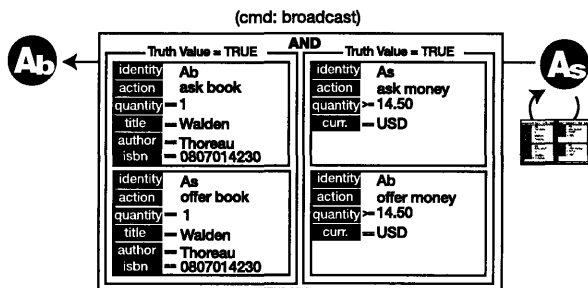 (cmd: broadcast)
AND
Truth Value = TRUE
Truth Value = TRUE
Ab
As
identity Ab
action ask book
quantity = 1
title = Walden
author = Thoreau
isbn = 0807014230
identity As
action ask money
quantity >= 14.50
curr. = USD
identity As
action offer book
quantity = 1
title = Walden
author = Thoreau
isbn = 0807014230
identity Ab
action offer money
quantity >= 14.50
curr. = USD